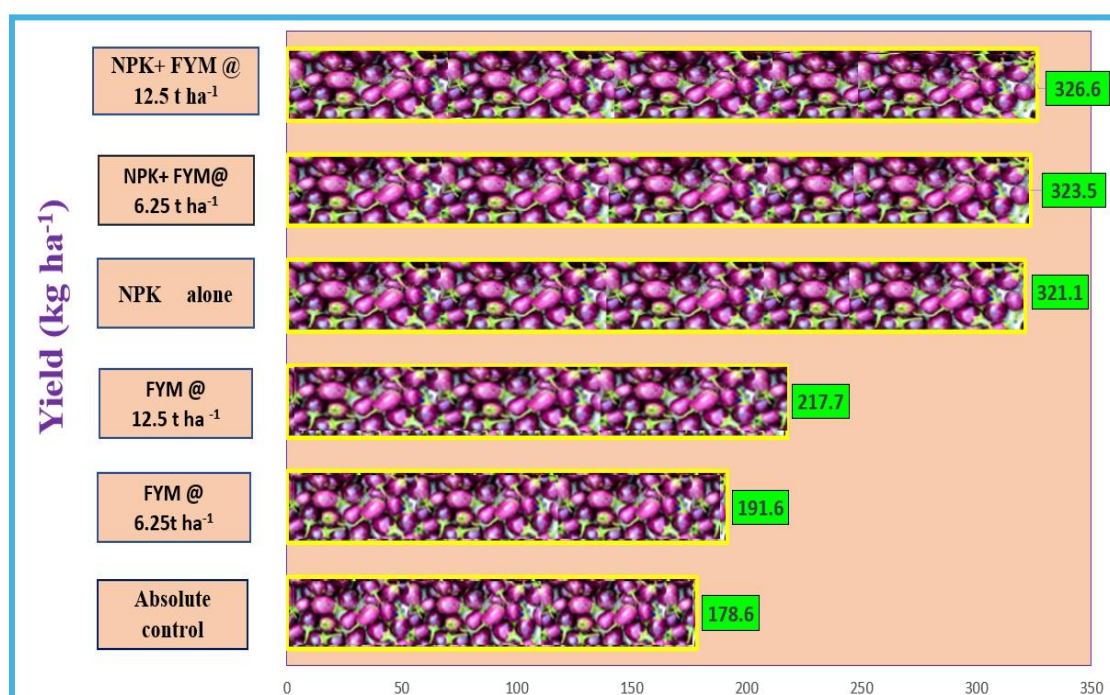 Yield (kg ha⁻¹)
NPK+ FYM @
12.5 t ha⁻¹
326.6
NPK+ FYM@
6.25 t ha⁻¹
323.5
NPK alone
321.1
FYM @
12.5 t ha ⁻¹
217.7
FYM @
6.25t ha⁻¹
191.6
Absolute
control
178.6
0 50 100 150 200 250 300 350